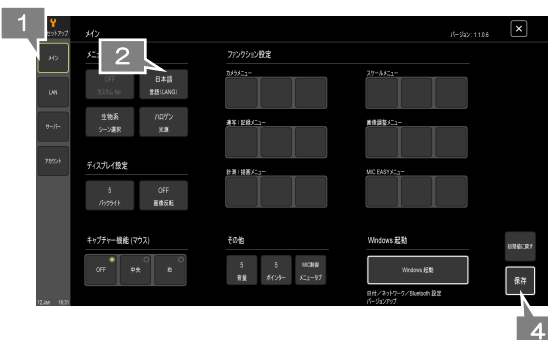 1
セットアップ
メイン
バージョン: 1.1.0.6
メイン
LAN
サーバー
アカウント
2
OFF
カスタム No.
日本語
言語(LANG)
生物系
シーン選択
ハロゲン
光源
ディスプレイ設定
5
バックライト
OFF
画像反転
キャプチャー機能 (マウス)
OFF
中央
右
ファンクション設定
カメラメニュー
スケールメニュー
連写 / 記録メニュー
画像調整メニュー
計測 / 描画メニュー
MIC EASYメニュー
その他
5
音量
5
ポインター
MIC制御
メニュータブ
Windows 起動
Windows 起動
日付/ネットワーク/Bluetooth 設定
バージョンアップ
初期値に戻す
保存
4
12.Jan 16:31